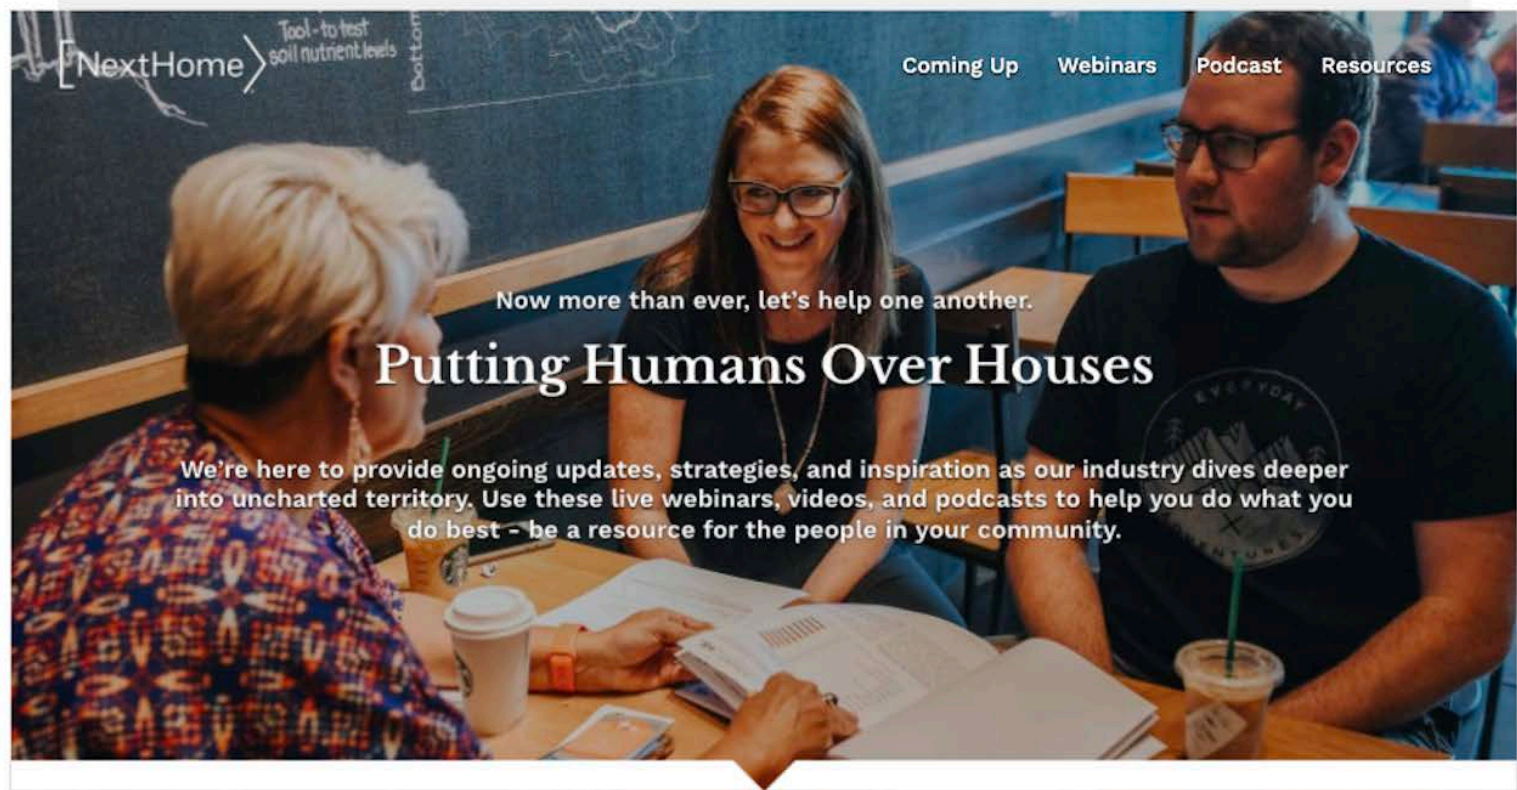 Tool-to test
soil nutrient levels
Bottom
NextHome
Coming Up
Webinars
Podcast
Resources
Now more than ever, let's help one another.
Putting Humans Over Houses
We're here to provide ongoing updates, strategies, and inspiration as our industry dives deeper
into uncharted territory. Use these live webinars, videos, and podcasts to help you do what you
do best - be a resource for the people in your community.
EVERYDAY